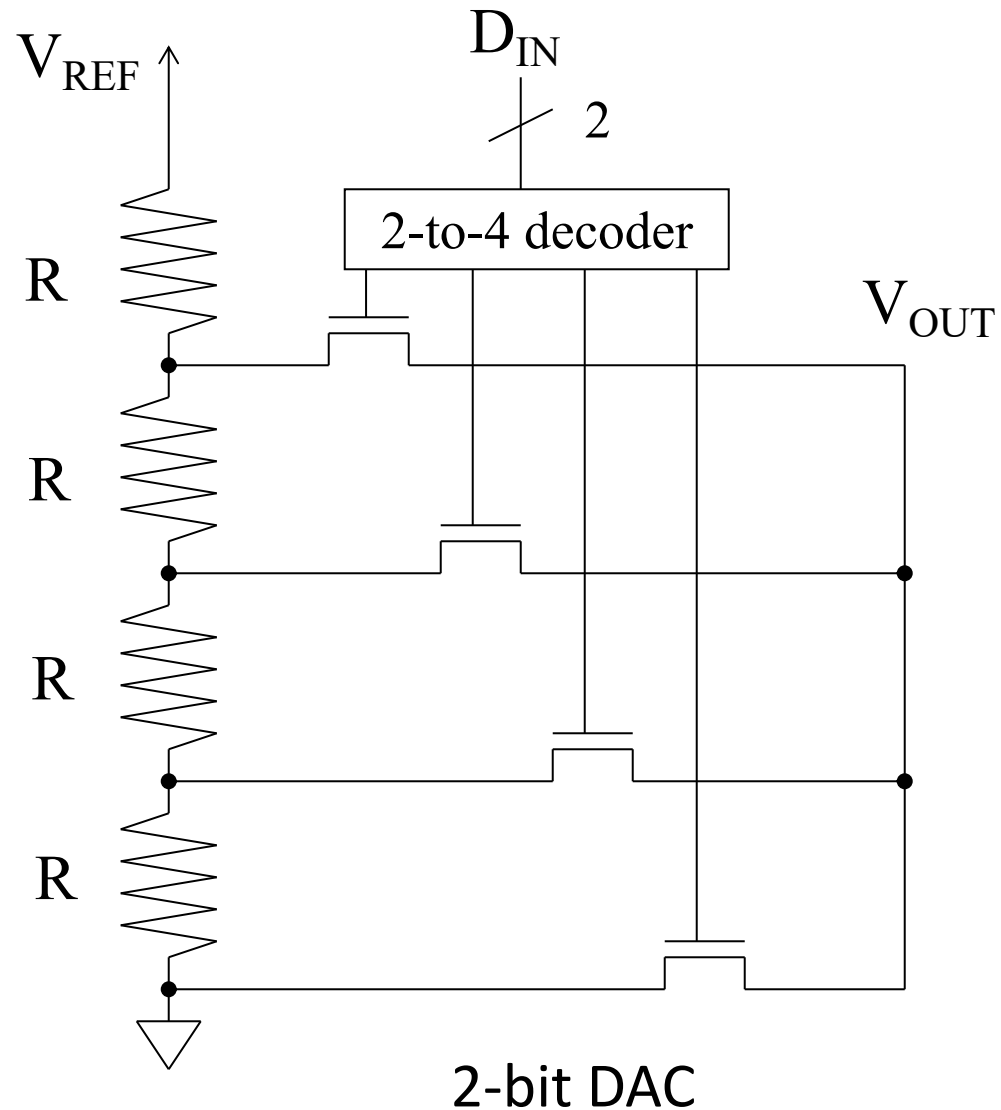 V_REF
D_IN
2
2-to-4 decoder
R
V_OUT
R
R
R
2-bit DAC